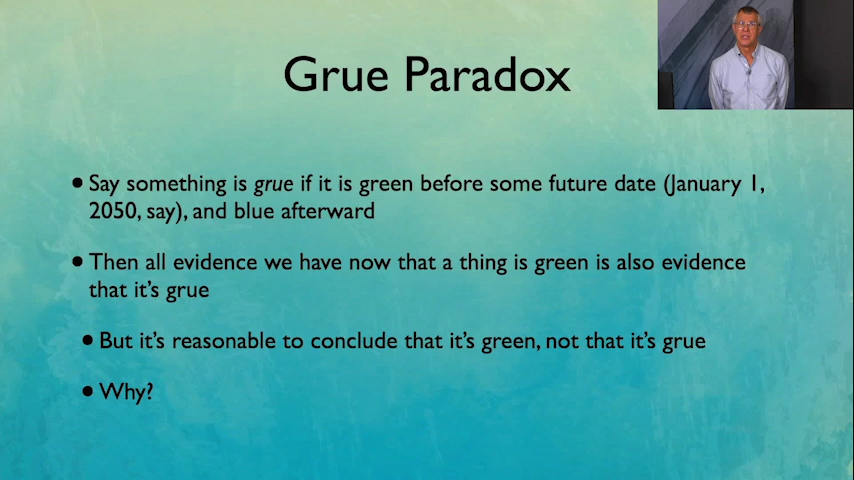 Grue Paradox
• Say something is grue if it is green before some future date (January 1,
2050, say), and blue afterward
• Then all evidence we have now that a thing is green is also evidence
that it's grue
• But it's reasonable to conclude that it's green, not that it's grue
• Why?